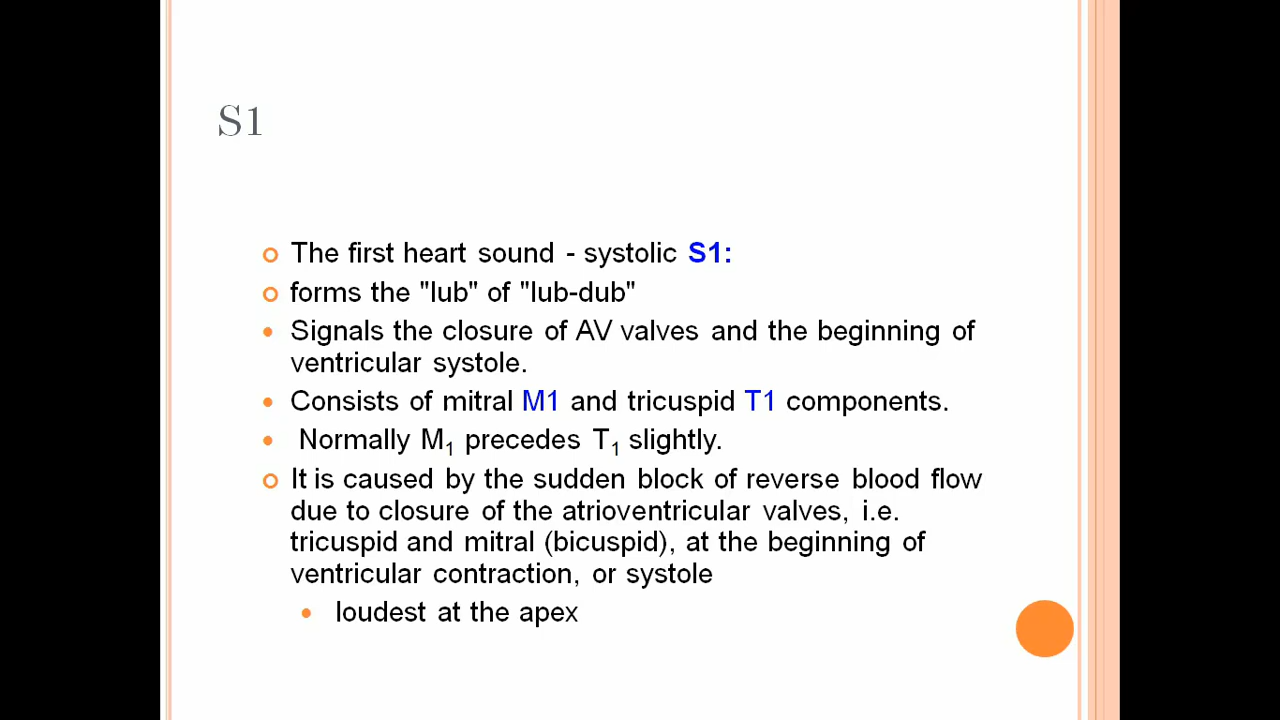 S1
The first heart sound - systolic S1:
forms the "lub" of "lub-dub"
Signals the closure of AV valves and the beginning of
ventricular systole.
Consists of mitral M1 and tricuspid T1 components.
Normally M₁ precedes T₁ slightly.
It is caused by the sudden block of reverse blood flow
due to closure of the atrioventricular valves, i.e.
tricuspid and mitral (bicuspid), at the beginning of
ventricular contraction, or systole
loudest at the apex